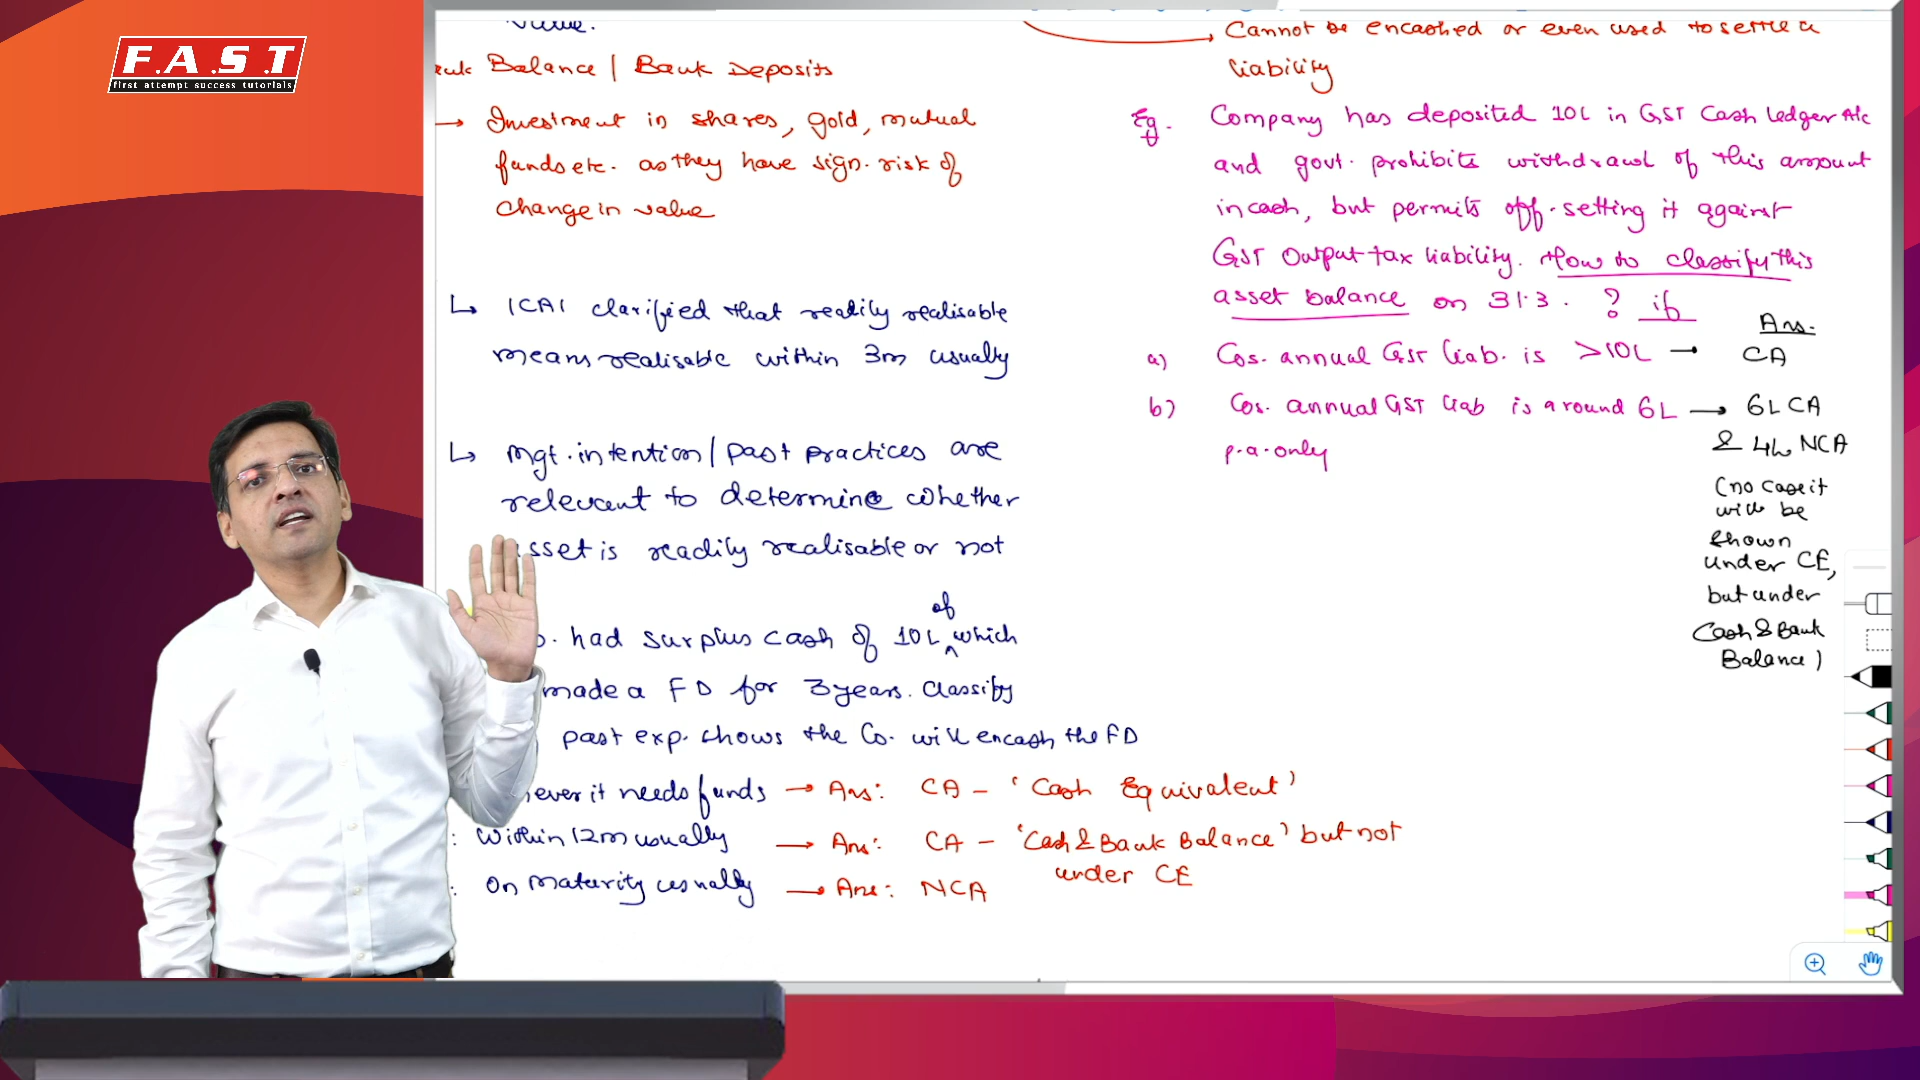 F.A.S.T
first attempt success tutorials
value.
Balance / Bank Deposits
→ Investment in shares, gold, mutual
funds etc. as they have sign. risk of
change in value
↳ ICAI clarified that readily realisable
means realisable within 3m usually
↳ Mgt. intention / past practices are
relevant to determine whether
asset is readily realisable or not
had surplus cash of 10L of which
made a FD for 3 years. Classify
past exp. shows the Co. will encash the FD
ever it needs funds → Ans: CA - 'Cash Equivalent'
: Within 12m usually → Ans: CA - 'Cash & Bank Balance' but not
under CE
: On maturity usually → Ans: NCA
Cannot be encashed or even used to settle a
liability
Eg. Company has deposited 10L in GST Cash Ledger A/c
and govt. prohibits withdrawl of this amount
in cash, but permits off-setting it against
GST Output tax liability. How to classify this
asset balance on 31.3. ? if
Ans.
a) Cos. annual GST liab. is >10L → CA
b) Cos. annual GST liab is around 6L → 6L CA
p.a. only
& 4L NCA
(no case it
will be
shown
under CE,
but under
Cash & Bank
Balance)